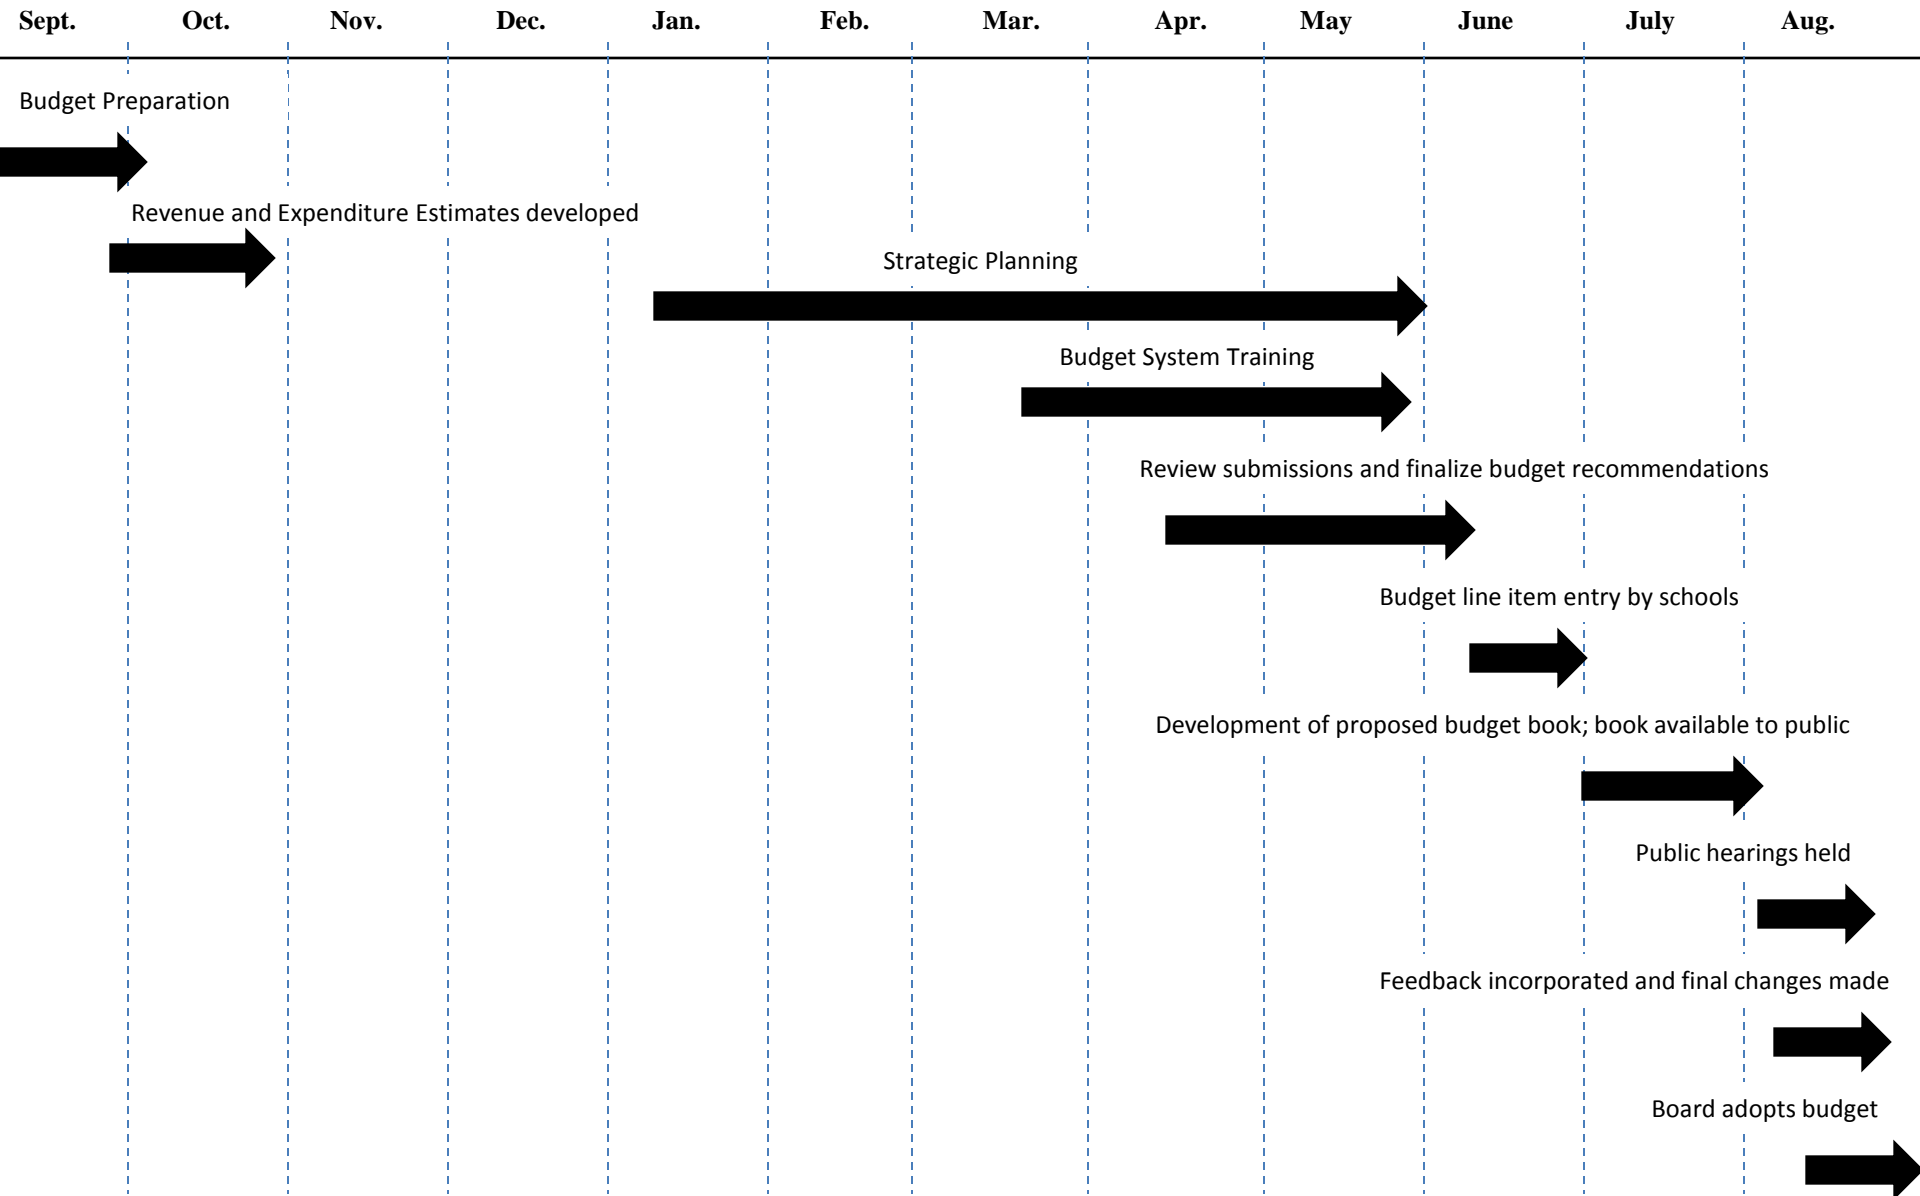 Sept. Oct. Nov. Dec. Jan. Feb. Mar. Apr. May June July Aug.
Budget Preparation
Revenue and Expenditure Estimates developed
Strategic Planning
Budget System Training
Review submissions and finalize budget recommendations
Budget line item entry by schools
Development of proposed budget book; book available to public
Public hearings held
Feedback incorporated and final changes made
Board adopts budget